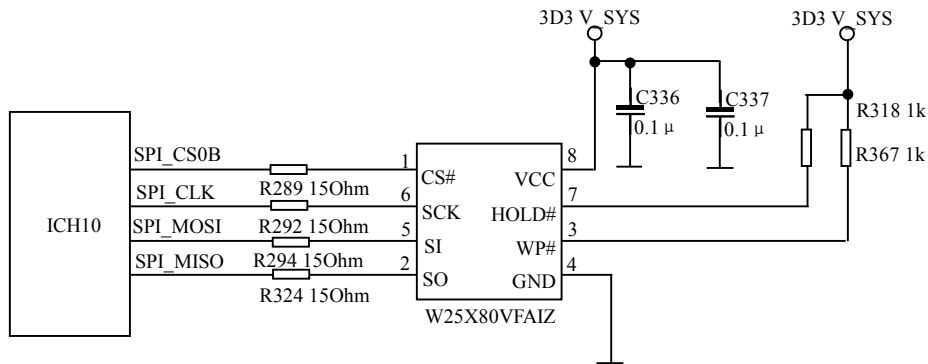 3D3 V_SYS
3D3 V_SYS
C336
0.1 μ
C337
0.1 μ
R318 1k
R367 1k
ICH10
SPI_CS0B
SPI_CLK
SPI_MOSI
SPI_MISO
R289 15Ohm
R292 15Ohm
R294 15Ohm
R324 15Ohm
1
6
5
2
CS#
SCK
SI
SO
VCC
HOLD#
WP#
GND
8
7
3
4
W25X80VFAIZ